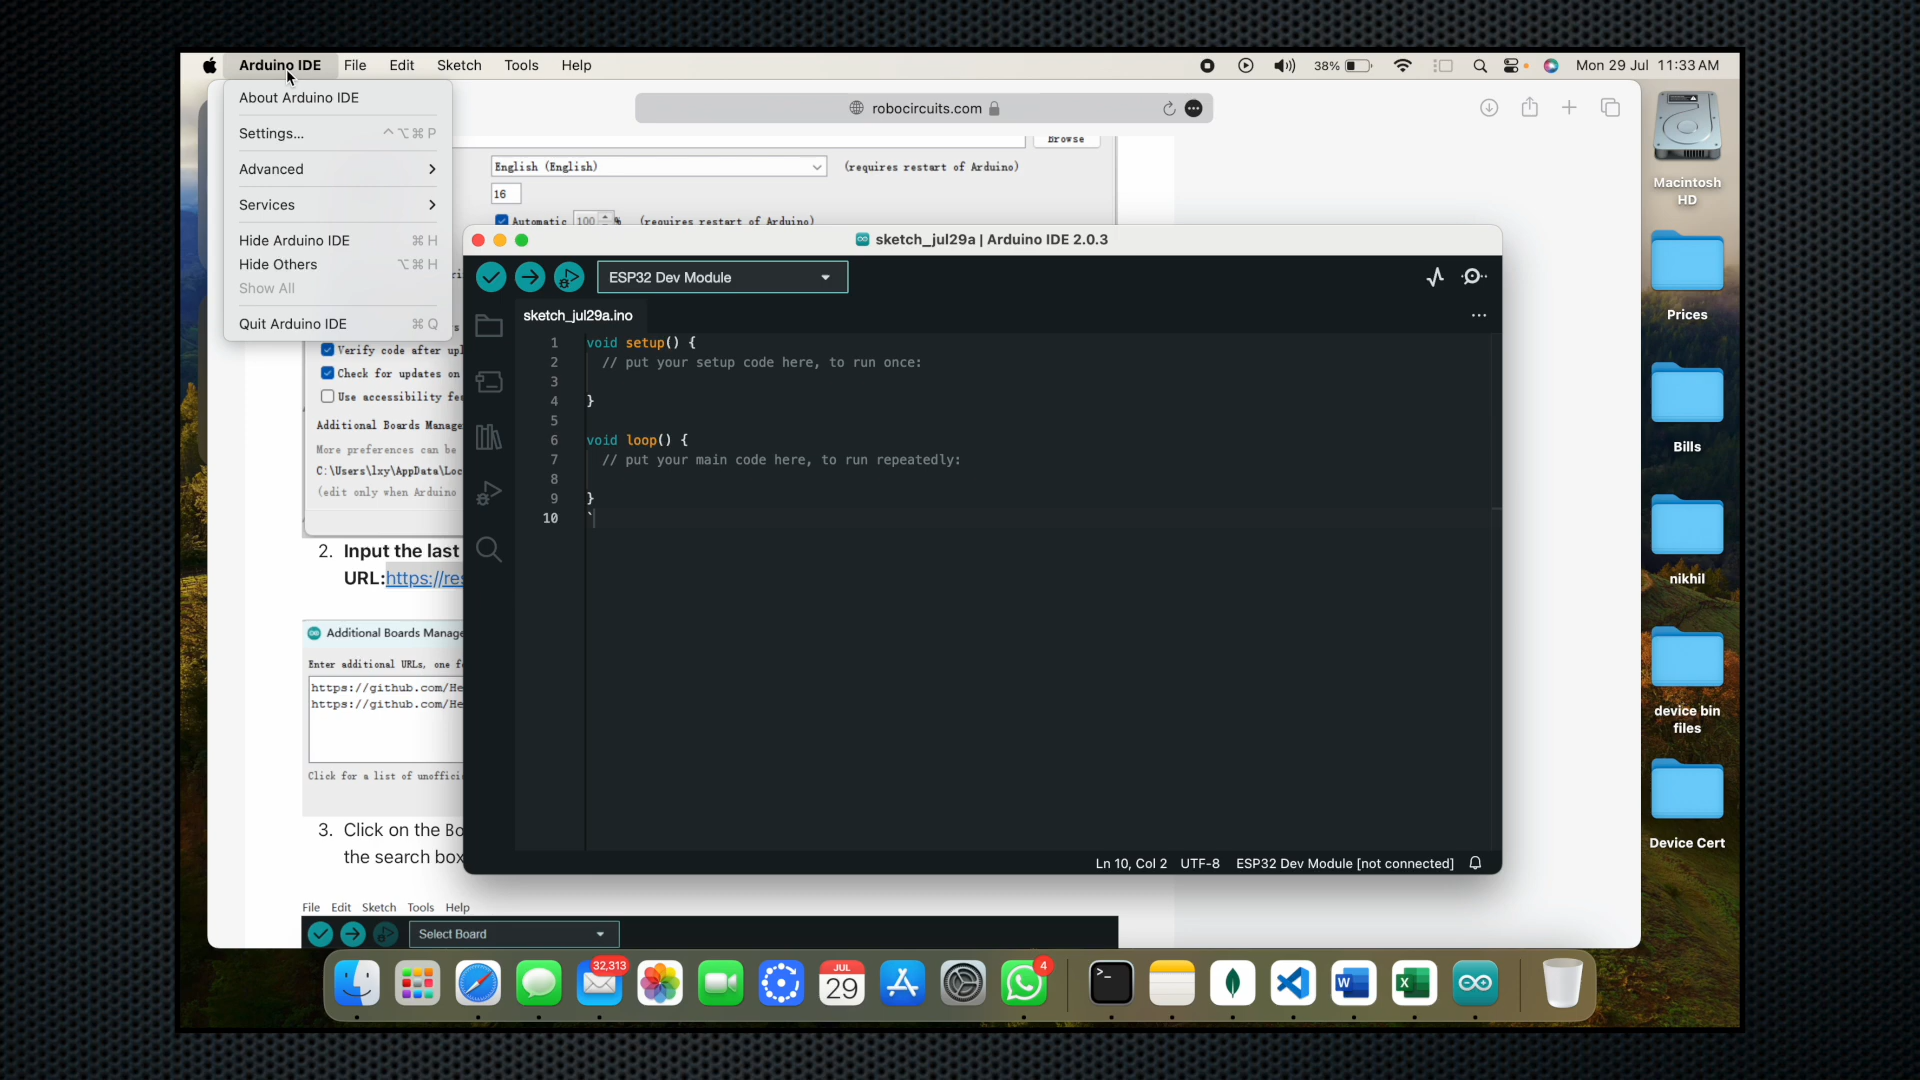 Arduino IDE File Edit Sketch Tools Help
38% Mon 29 Jul 11:33 AM
About Arduino IDE
Settings... ^⌥⌘P
Advanced
Services
Hide Arduino IDE ⌘H
Hide Others ⌥⌘H
Show All
Quit Arduino IDE ⌘Q
robocircuits.com
Browse
English (English) (requires restart of Arduino)
16
Automatic 100 % (requires restart of Arduino)
Verify code after upl
Check for updates on
Use accessibility fe
Additional Boards Manage
More preferences can be
C:\Users\lxy\AppData\Loc
(edit only when Arduino
2. Input the last
URL:https://res
Additional Boards Manage
Enter additional URLs, one f
https://github.com/He
https://github.com/He
Click for a list of unoffici
3. Click on the Bo
the search box
File Edit Sketch Tools Help
Select Board
sketch_jul29a | Arduino IDE 2.0.3
ESP32 Dev Module
sketch_jul29a.ino
1 void setup() {
2 // put your setup code here, to run once:
3
4 }
5
6 void loop() {
7 // put your main code here, to run repeatedly:
8
9 }
10 `
Ln 10, Col 2 UTF-8 ESP32 Dev Module [not connected]
Macintosh
HD
Prices
Bills
nikhil
device bin
files
Device Cert
32,313
JUL
29
4
>_
W
X